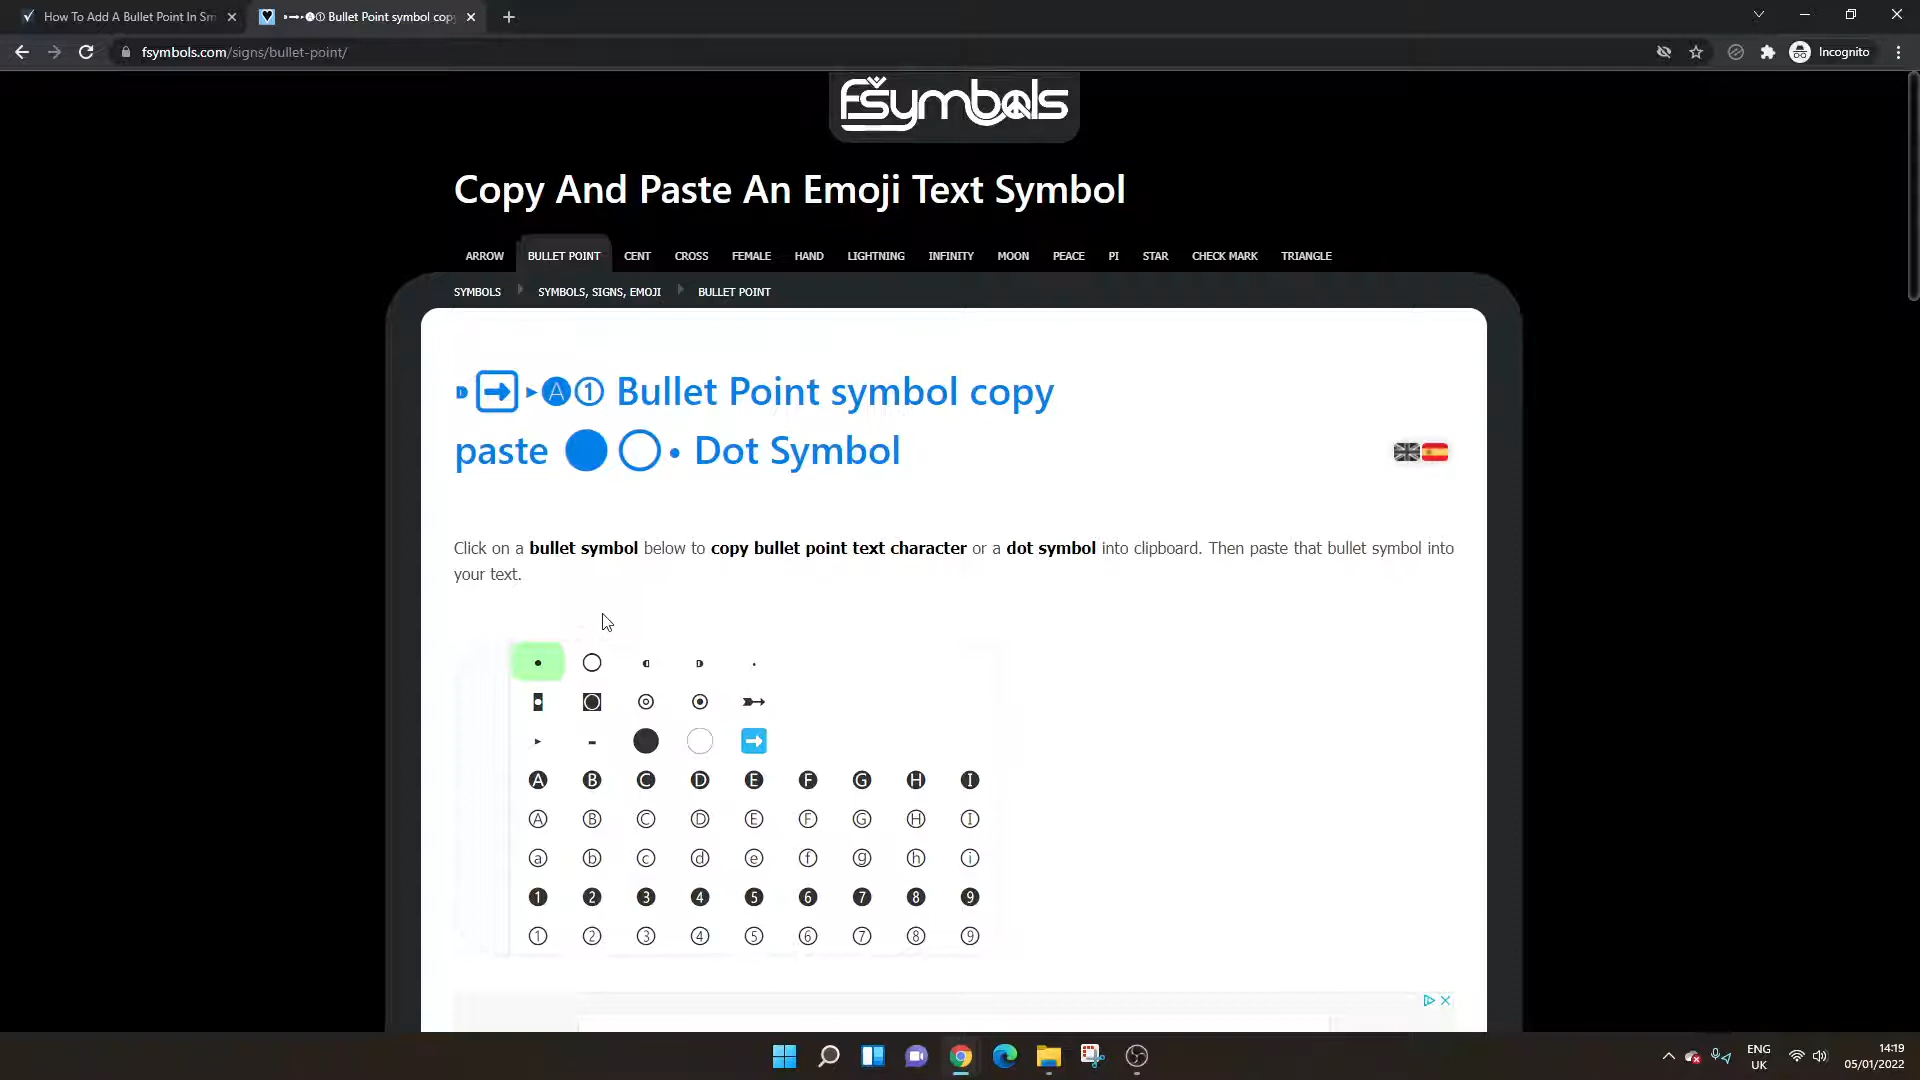 How To Add A Bullet Point In Sm
•➟➝●🅐① Bullet Point symbol copy
fsymbols.com/signs/bullet-point/
Incognito
fsymbols
Copy And Paste An Emoji Text Symbol
ARROW BULLET POINT CENT CROSS FEMALE HAND LIGHTNING INFINITY MOON PEACE PI STAR CHECK MARK TRIANGLE
SYMBOLS SYMBOLS, SIGNS, EMOJI BULLET POINT
◗➡▸🅐① Bullet Point symbol copy
paste ⚫⚪• Dot Symbol
Click on a bullet symbol below to copy bullet point text character or a dot symbol into clipboard. Then paste that bullet symbol into
your text.
• ○ ◖ ◗ ·
◘ ◙ ⊚ ⊙ ➳
‣ ⁃ ⚫ ⚪ ➡
🅐 🅑 🅒 🅓 🅔 🅕 🅖 🅗 🅘
Ⓐ Ⓑ Ⓒ Ⓓ Ⓔ Ⓕ Ⓖ Ⓗ Ⓘ
ⓐ ⓑ ⓒ ⓓ ⓔ ⓕ ⓖ ⓗ ⓘ
❶ ❷ ❸ ❹ ❺ ❻ ❼ ❽ ❾
① ② ③ ④ ⑤ ⑥ ⑦ ⑧ ⑨
ENG
UK
14:19
05/01/2022